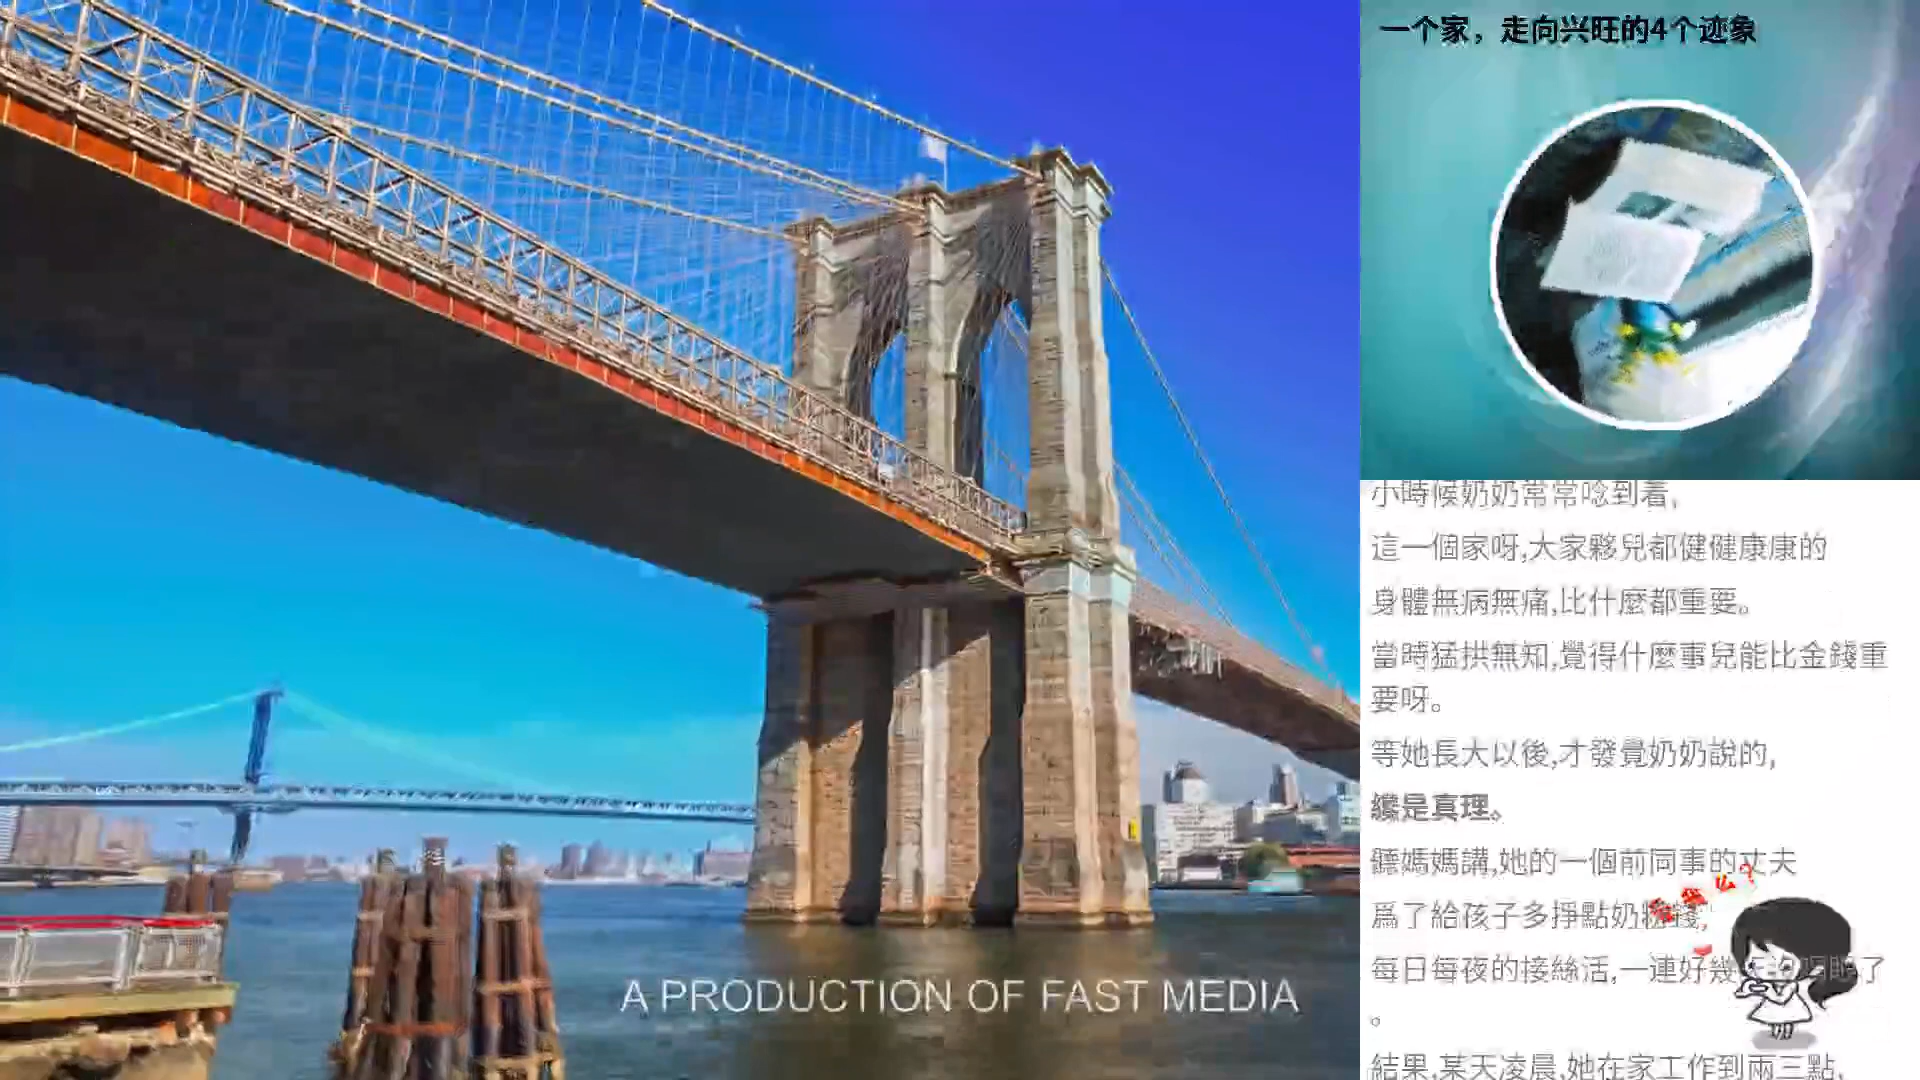 A PRODUCTION OF FAST MEDIA
一个家，走向兴旺的4个迹象
小時候奶奶常常唸到着,
這一個家呀,大家夥兒都健健康康的
身體無病無痛,比什麼都重要。
當時猛拱無知,覺得什麼事兒能比金錢重
要呀。
等她長大以後,才發覺奶奶說的,
纔是真理。
聽媽媽講,她的一個前同事的丈夫
爲了給孩子多掙點奶粉錢,
每日每夜的接絲活,一連好幾
了
。
結果,某天凌晨,她在家工作到兩三點,